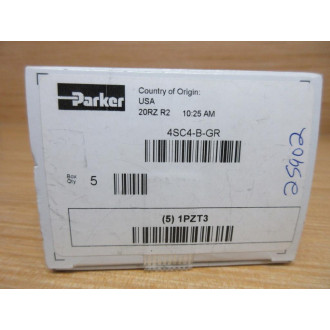 Parker
Country of Origin:
USA
20RZ R2 10:25 AM
4SC4-B-GR
Box
Qty 5
(5) 1PZT3
25902